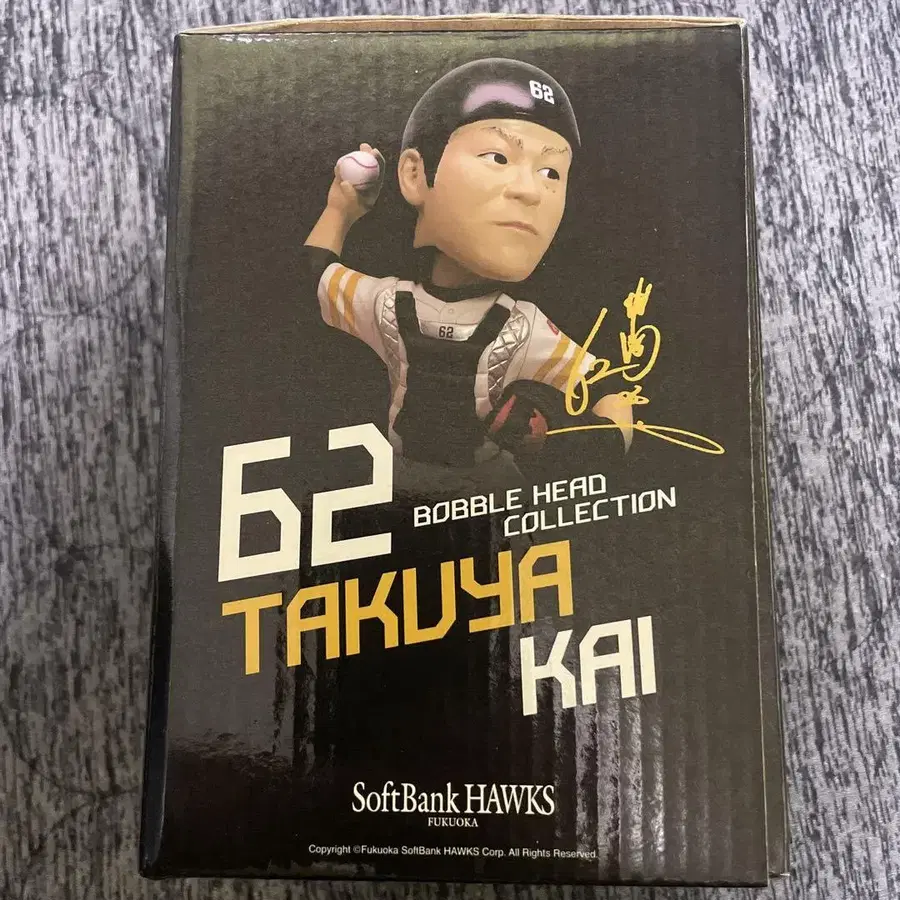 62
62
62
BOBBLE HEAD
COLLECTION
TAKUYA
KAI
SoftBank HAWKS
FUKUOKA
Copyright ©Fukuoka SoftBank HAWKS Corp. All Rights Reserved.